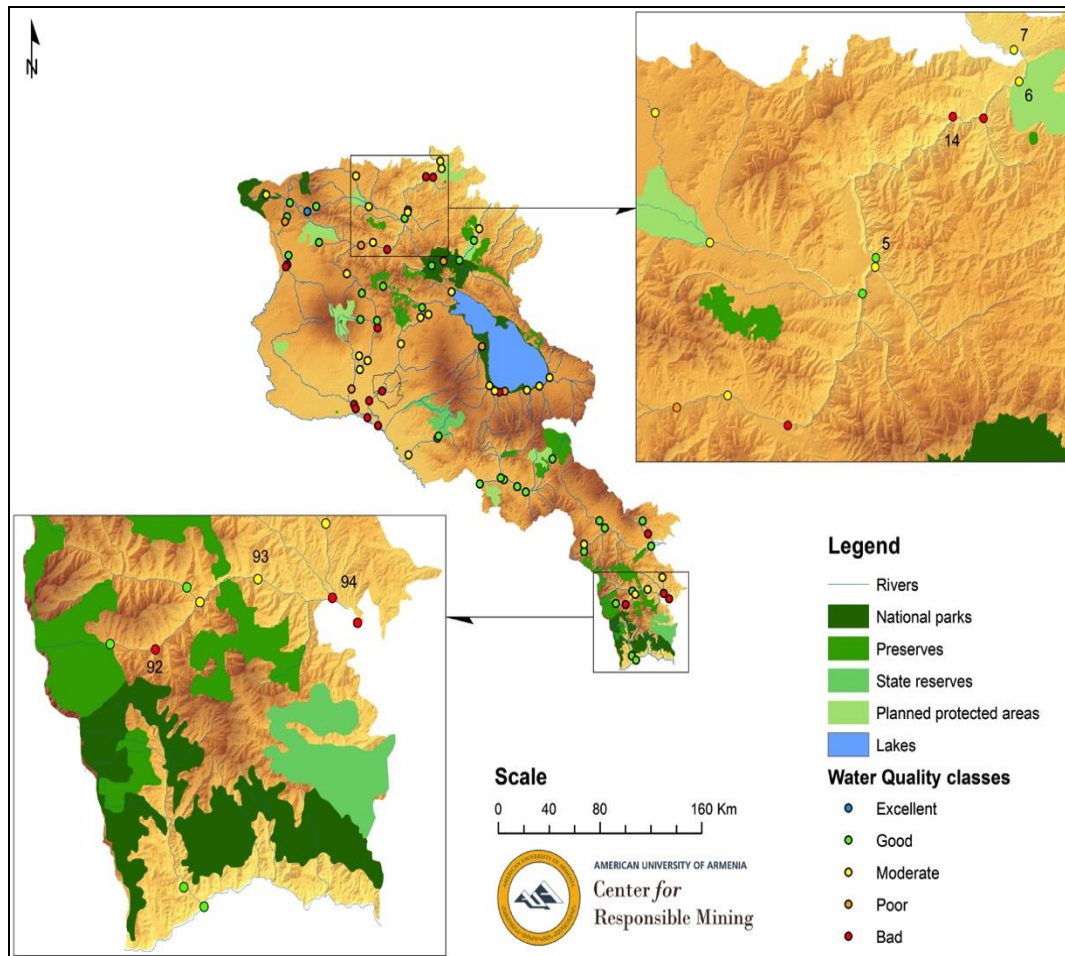 N
7
6
14
5
93
94
92
Legend
Rivers
National parks
Preserves
State reserves
Planned protected areas
Lakes
Water Quality classes
Excellent
Good
Moderate
Poor
Bad
Scale
0 40 80 160 Km
AMERICAN UNIVERSITY OF ARMENIA
Center for
Responsible Mining